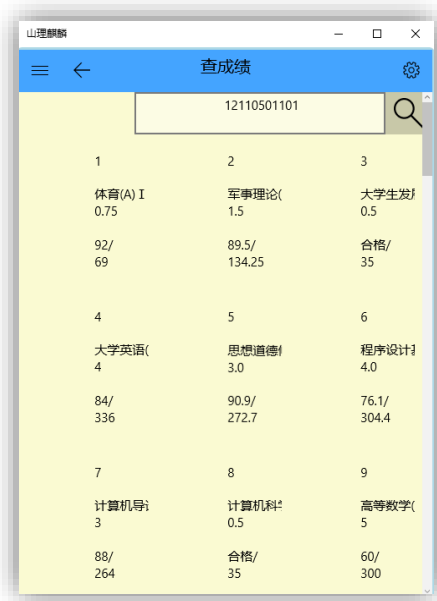 山理麒麟
查成绩
12110501101
1 2 3
体育(A) I 军事理论( 大学生发
0.75 1.5 0.5
92/ 89.5/ 合格/
69 134.25 35
4 5 6
大学英语( 思想道德 程序设计
4 3.0 4.0
84/ 90.9/ 76.1/
336 272.7 304.4
7 8 9
计算机导 计算机科 高等数学(
3 0.5 5
88/ 合格/ 60/
264 35 300